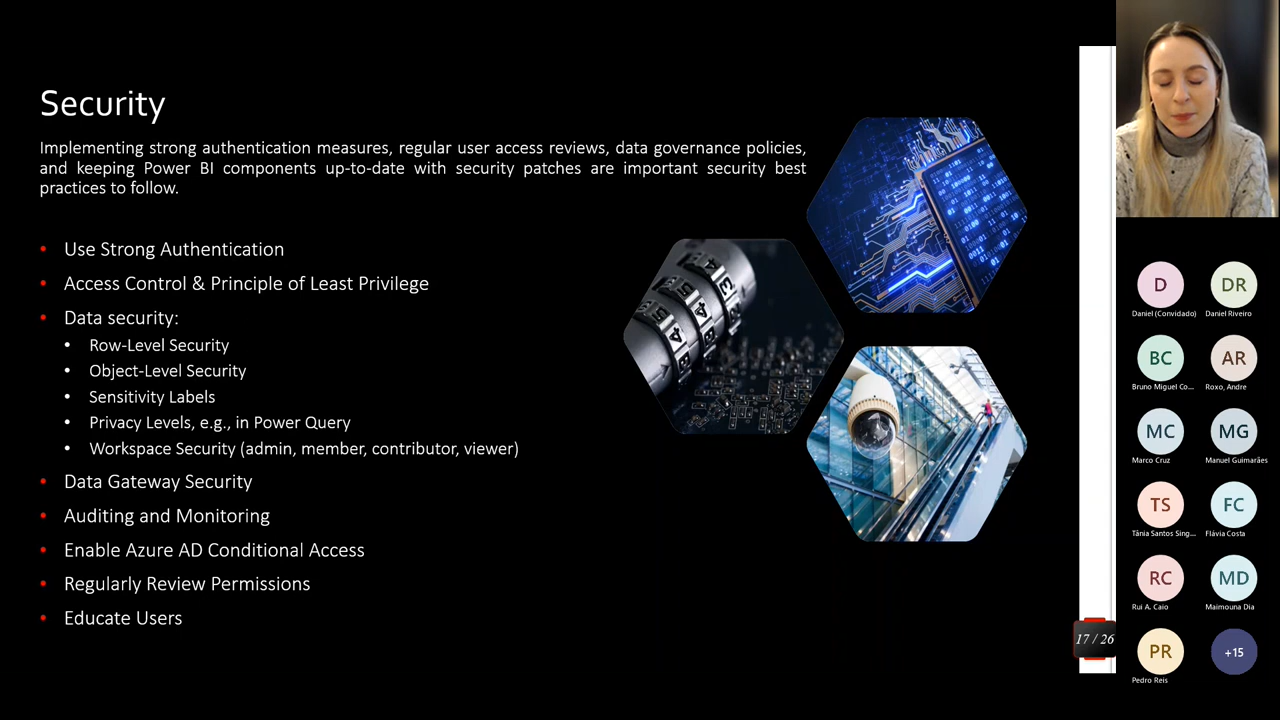 Security
Implementing strong authentication measures, regular user access reviews, data governance policies,
and keeping Power BI components up-to-date with security patches are important security best
practices to follow.
• Use Strong Authentication
• Access Control & Principle of Least Privilege
• Data security:
• Row-Level Security
• Object-Level Security
• Sensitivity Labels
• Privacy Levels, e.g., in Power Query
• Workspace Security (admin, member, contributor, viewer)
• Data Gateway Security
• Auditing and Monitoring
• Enable Azure AD Conditional Access
• Regularly Review Permissions
• Educate Users
17 / 26
D DR
Daniel (Convidado) Daniel Riveiro
BC AR
Bruno Miguel Co... Roxo, Andre
MC MG
Marco Cruz Manuel Guimarães
TS FC
Tânia Santos Sing... Flávia Costa
RC MD
Rui A. Caio Maimouna Dia
PR +15
Pedro Reis